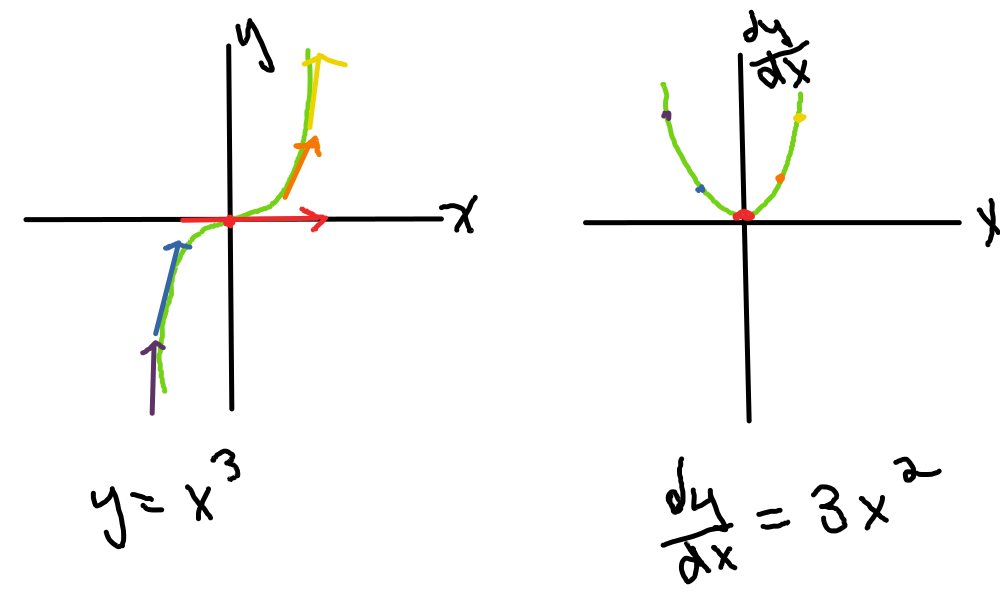 y
x
dy/dx
x
y = x³
dy/dx = 3x²